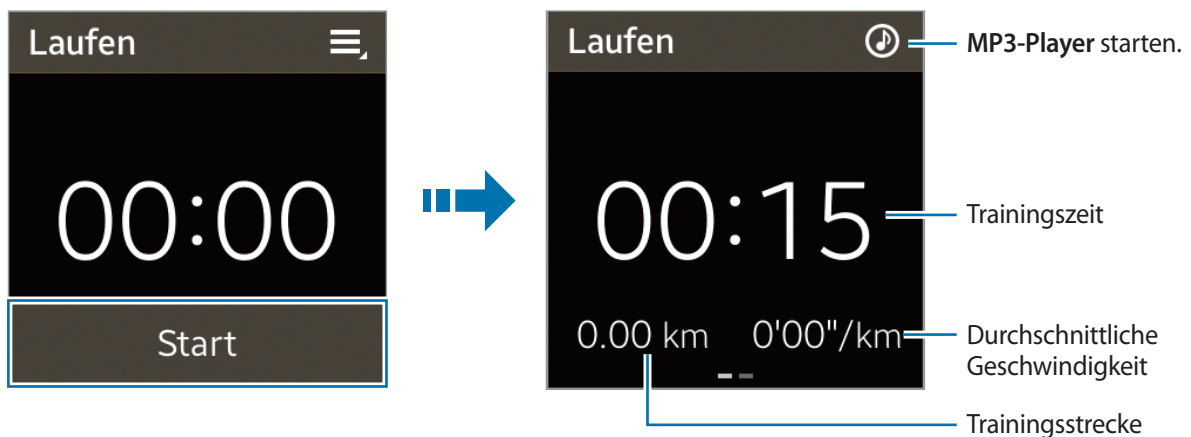 Laufen
00:00
Start
Laufen
MP3-Player starten.
00:15
Trainingszeit
0.00 km 0'00"/km
Durchschnittliche
Geschwindigkeit
Trainingsstrecke